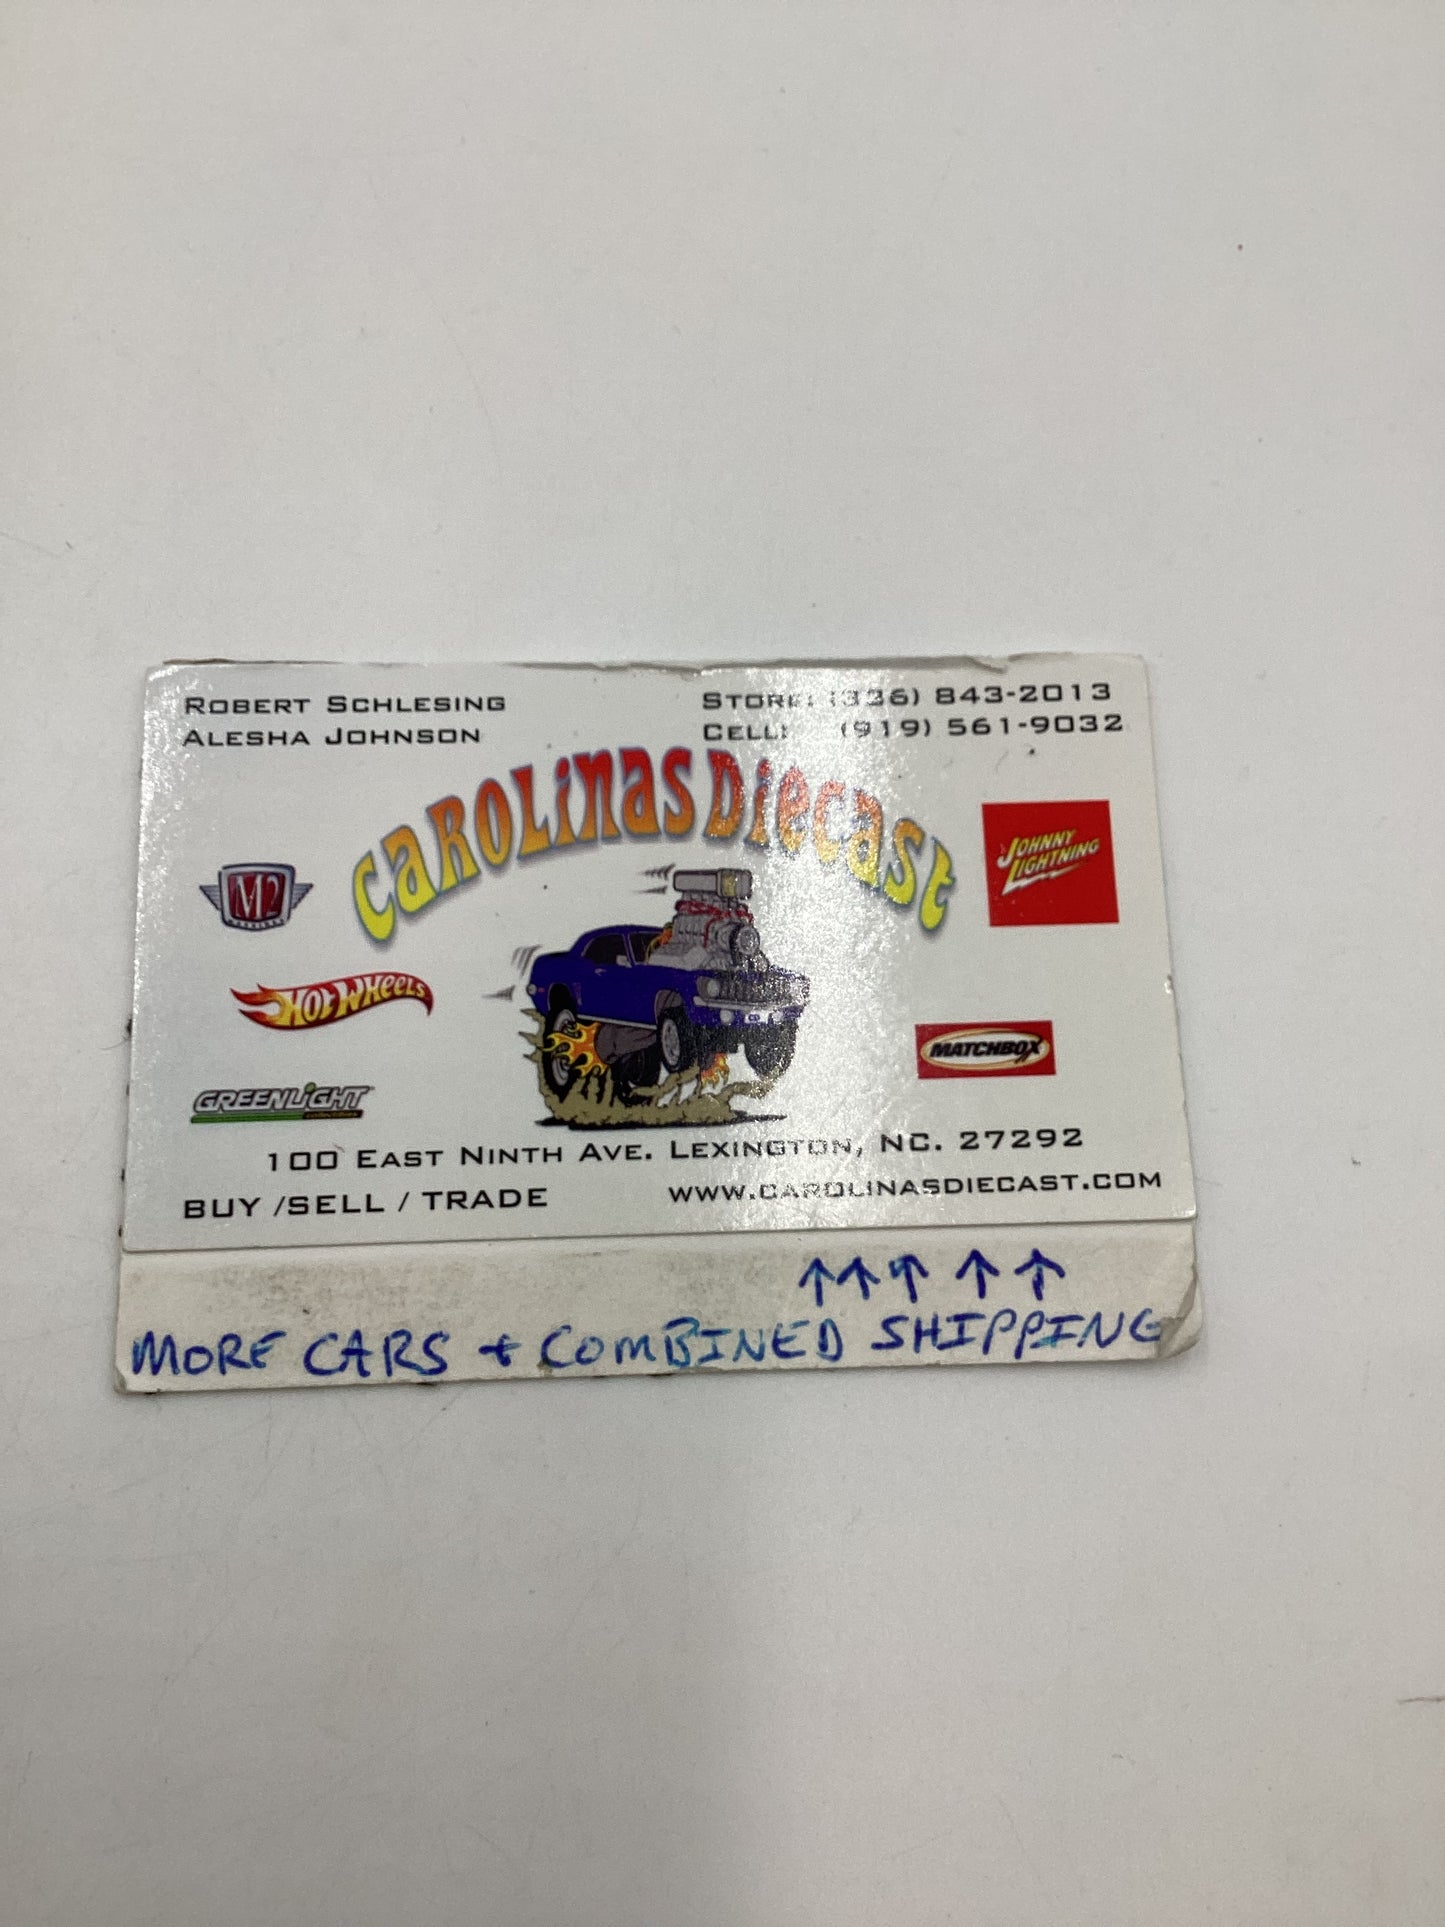 ROBERT SCHLESING
ALESHA JOHNSON
STORE: (336) 843-2013
CELL: (919) 561-9032
CAROLINAS DIECAST
M2
MACHINES
JOHNNY LIGHTNING
HOT WHEELS
MATCHBOX
GREENLIGHT
collectibles
100 EAST NINTH AVE. LEXINGTON, NC. 27292
BUY /SELL / TRADE
WWW.CAROLINASDIECAST.COM
↑↑↑ ↑ ↑
MORE CARS + COMBINED SHIPPING